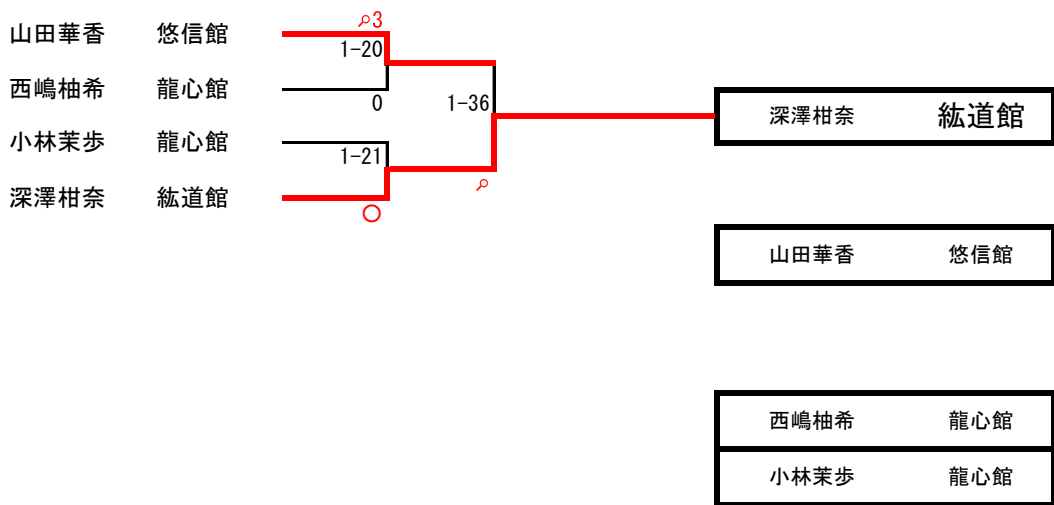 山田華香 悠信館
3
1-20
西嶋柚希 龍心館
0
1-36
小林茉歩 龍心館
1-21
深澤柑奈 紘道館
〇
深澤柑奈 紘道館
山田華香 悠信館
西嶋柚希 龍心館
小林茉歩 龍心館